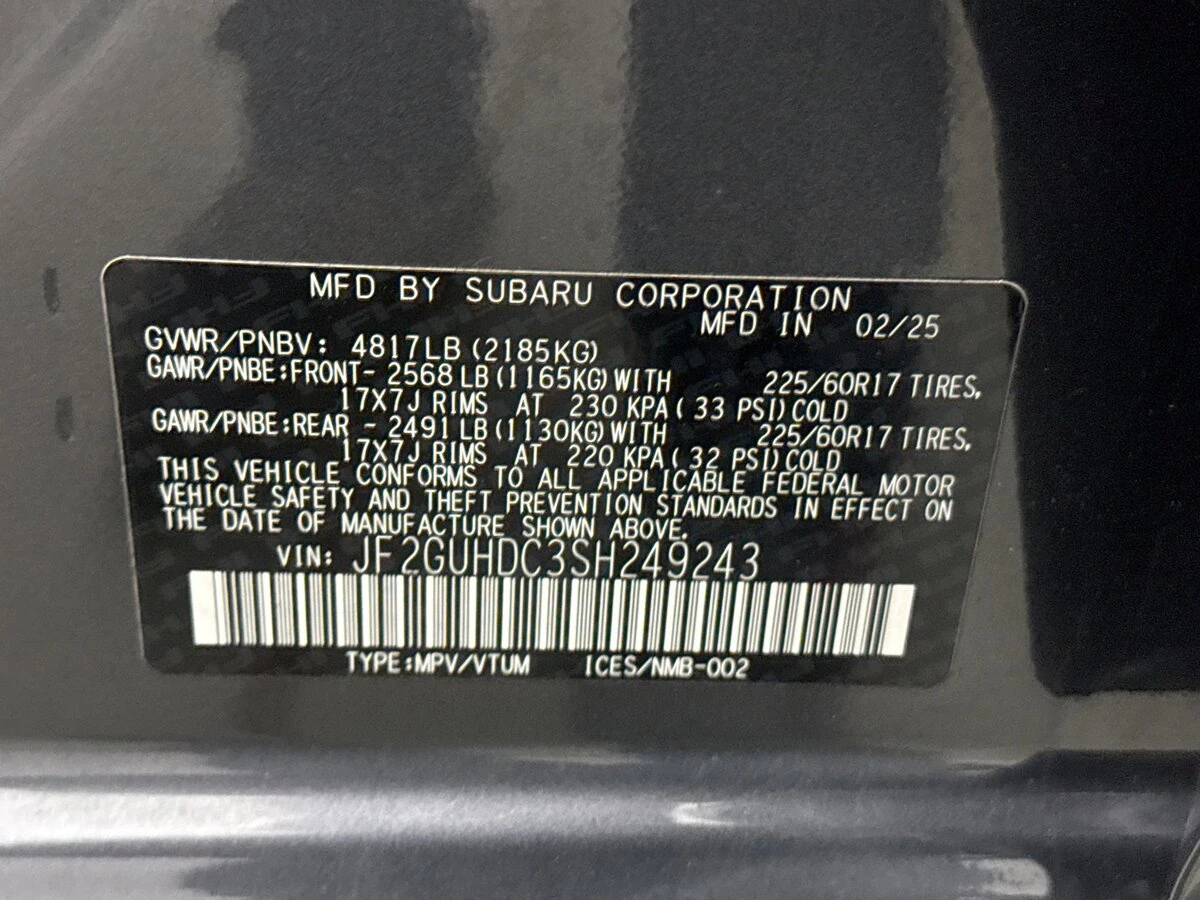 MFD BY SUBARU CORPORATION
MFD IN 02/25
GVWR/PNBV: 4817LB (2185KG)
GAWR/PNBE:FRONT- 2568 LB (1165KG) WITH 225/60R17 TIRES,
17X7J RIMS AT 230 KPA ( 33 PSI) COLD
GAWR/PNBE:REAR - 2491 LB (1130KG) WITH 225/60R17 TIRES,
17X7J RIMS AT 220 KPA ( 32 PSI) COLD
THIS VEHICLE CONFORMS TO ALL APPLICABLE FEDERAL MOTOR
VEHICLE SAFETY AND THEFT PREVENTION STANDARDS IN EFFECT ON
THE DATE OF MANUFACTURE SHOWN ABOVE.
VIN: JF2GUHDC3SH249243
TYPE:MPV/VTUM ICES/NMB-002